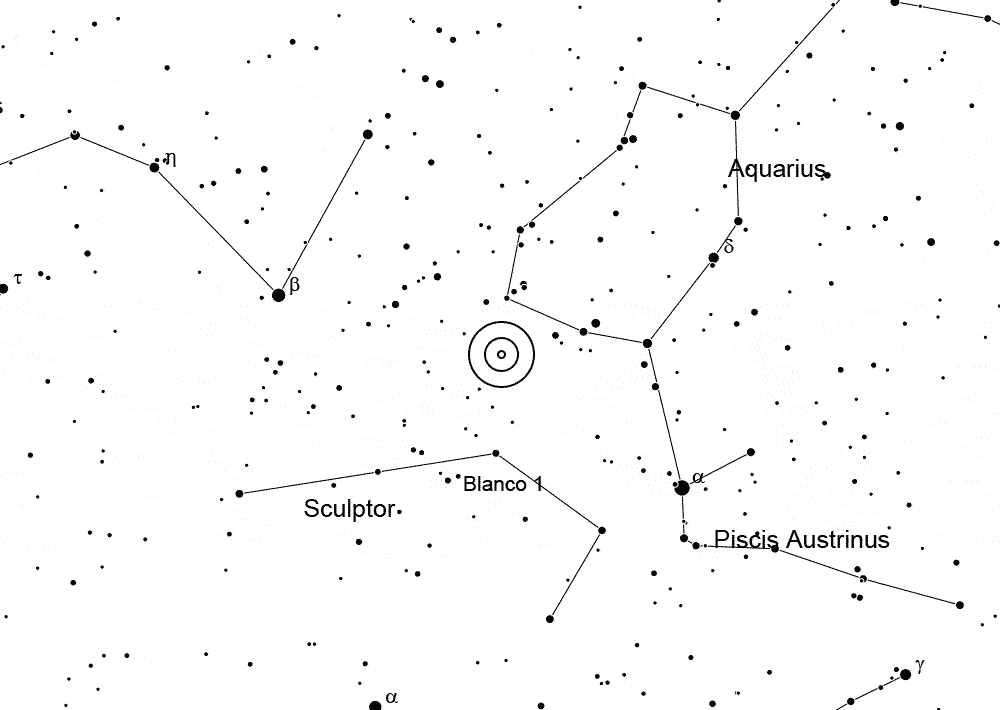 η
Aquarius
δ
τ
β
α
Blanco 1
Sculptor
Piscis Austrinus
γ
α